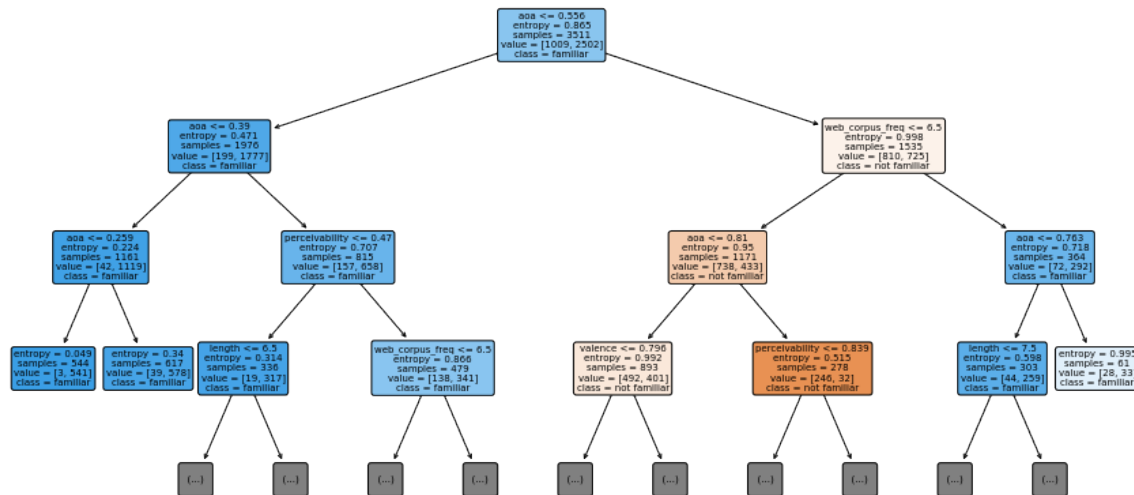 aoa <= 0.556
entropy = 0.865
samples = 3511
value = [1009, 2502]
class = familiar
aoa <= 0.39
entropy = 0.471
samples = 1976
value = [199, 1777]
class = familiar
web_corpus_freq <= 6.5
entropy = 0.998
samples = 1535
value = [810, 725]
class = not familiar
aoa <= 0.259
entropy = 0.224
samples = 1161
value = [42, 1119]
class = familiar
perceivability <= 0.47
entropy = 0.707
samples = 815
value = [157, 658]
class = familiar
aoa <= 0.81
entropy = 0.95
samples = 1171
value = [738, 433]
class = not familiar
aoa <= 0.763
entropy = 0.718
samples = 364
value = [72, 292]
class = familiar
entropy = 0.049
samples = 544
value = [3, 541]
class = familiar
entropy = 0.34
samples = 617
value = [39, 578]
class = familiar
length <= 6.5
entropy = 0.314
samples = 336
value = [19, 317]
class = familiar
web_corpus_freq <= 6.5
entropy = 0.866
samples = 479
value = [138, 341]
class = familiar
valence <= 0.796
entropy = 0.992
samples = 893
value = [492, 401]
class = not familiar
perceivability <= 0.839
entropy = 0.515
samples = 278
value = [246, 32]
class = not familiar
length <= 7.5
entropy = 0.598
samples = 303
value = [44, 259]
class = familiar
entropy = 0.995
samples = 61
value = [28, 33
class = familiar
(...)
(...)
(...)
(...)
(...)
(...)
(...)
(...)
(...)
(...)